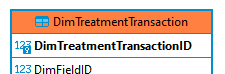 DimTreatmentTransaction
123 DimTreatmentTransactionID
123 DimFieldID